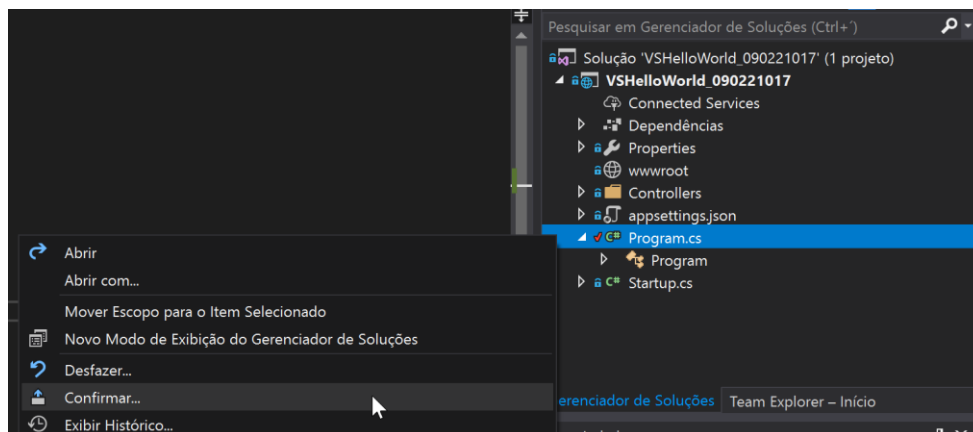 Pesquisar em Gerenciador de Soluções (Ctrl+´)
Solução 'VSHelloWorld_090221017' (1 projeto)
VSHelloWorld_090221017
Connected Services
Dependências
Properties
wwwroot
Controllers
appsettings.json
C# Program.cs
Program
C# Startup.cs
Abrir
Abrir com...
Mover Escopo para o Item Selecionado
Novo Modo de Exibição do Gerenciador de Soluções
Desfazer...
Confirmar...
Exibir Histórico...
erenciador de Soluções Team Explorer – Início